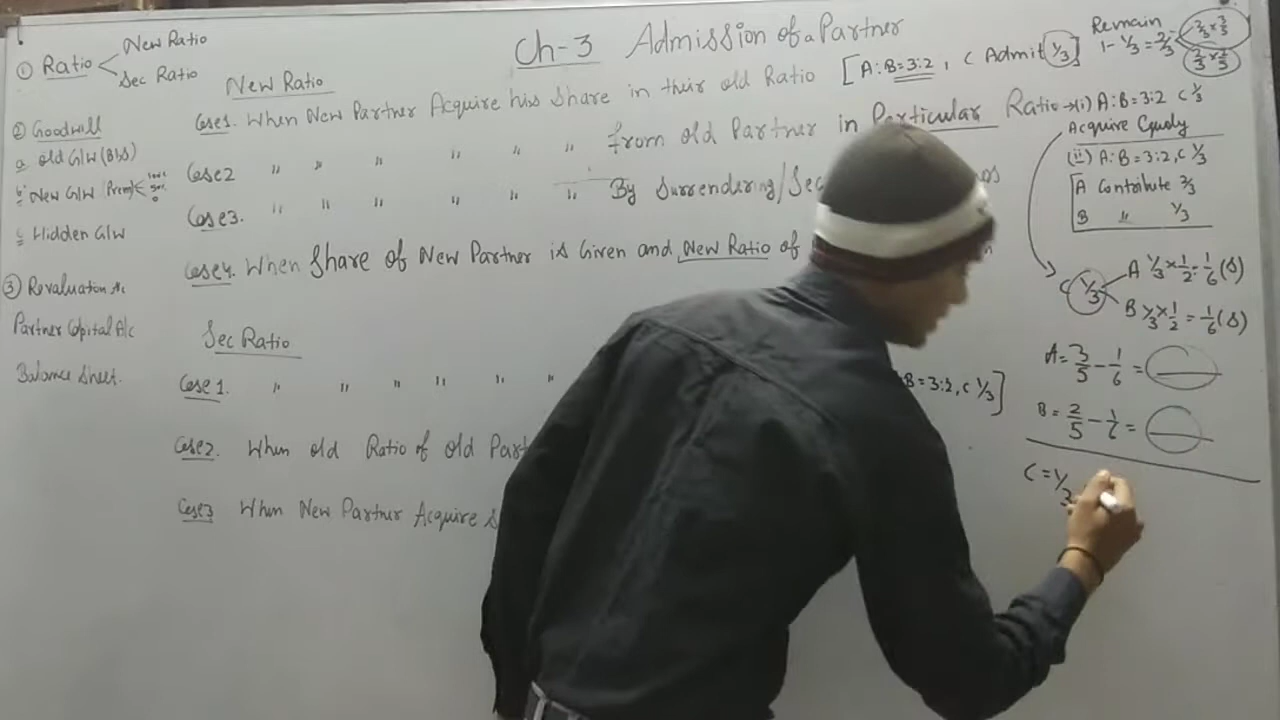 Ch-3 Admission of a Partner
① Ratio
New Ratio
Sec Ratio
② Goodwill
a old G/W (B/S)
b New G/W (Prem)
c Hidden G/W
③ Revaluation A/c
Partner Capital A/c
Balance Sheet.
New Ratio
Case1. When New Partner Acquire his Share in their old Ratio [A:B=3:2, C Admit 1/3]
Remain
1-1/3=2/3
2/3×3/5
2/3×2/5
Case2 " " " " " " from old Partner in Particular Ratio → (i) A:B=3:2 C 1/3
Case3. " " " " " " By Surrendering/Sac
Case4. When Share of New Partner is Given and New Ratio of
Sec Ratio
Case 1. " " " " " " B=3:2, C 1/3]
Case2. When old Ratio of old Part
Case3 When New Partner Acquire S
Acquire Equaly
(ii) A:B=3:2, C 1/3
A Contribute 2/3
B " 1/3
C 1/3
A 1/3×1/2=1/6(S)
B 1/3×1/2=1/6(S)
A=3/5-1/6=
B=2/5-1/6=
C=1/3